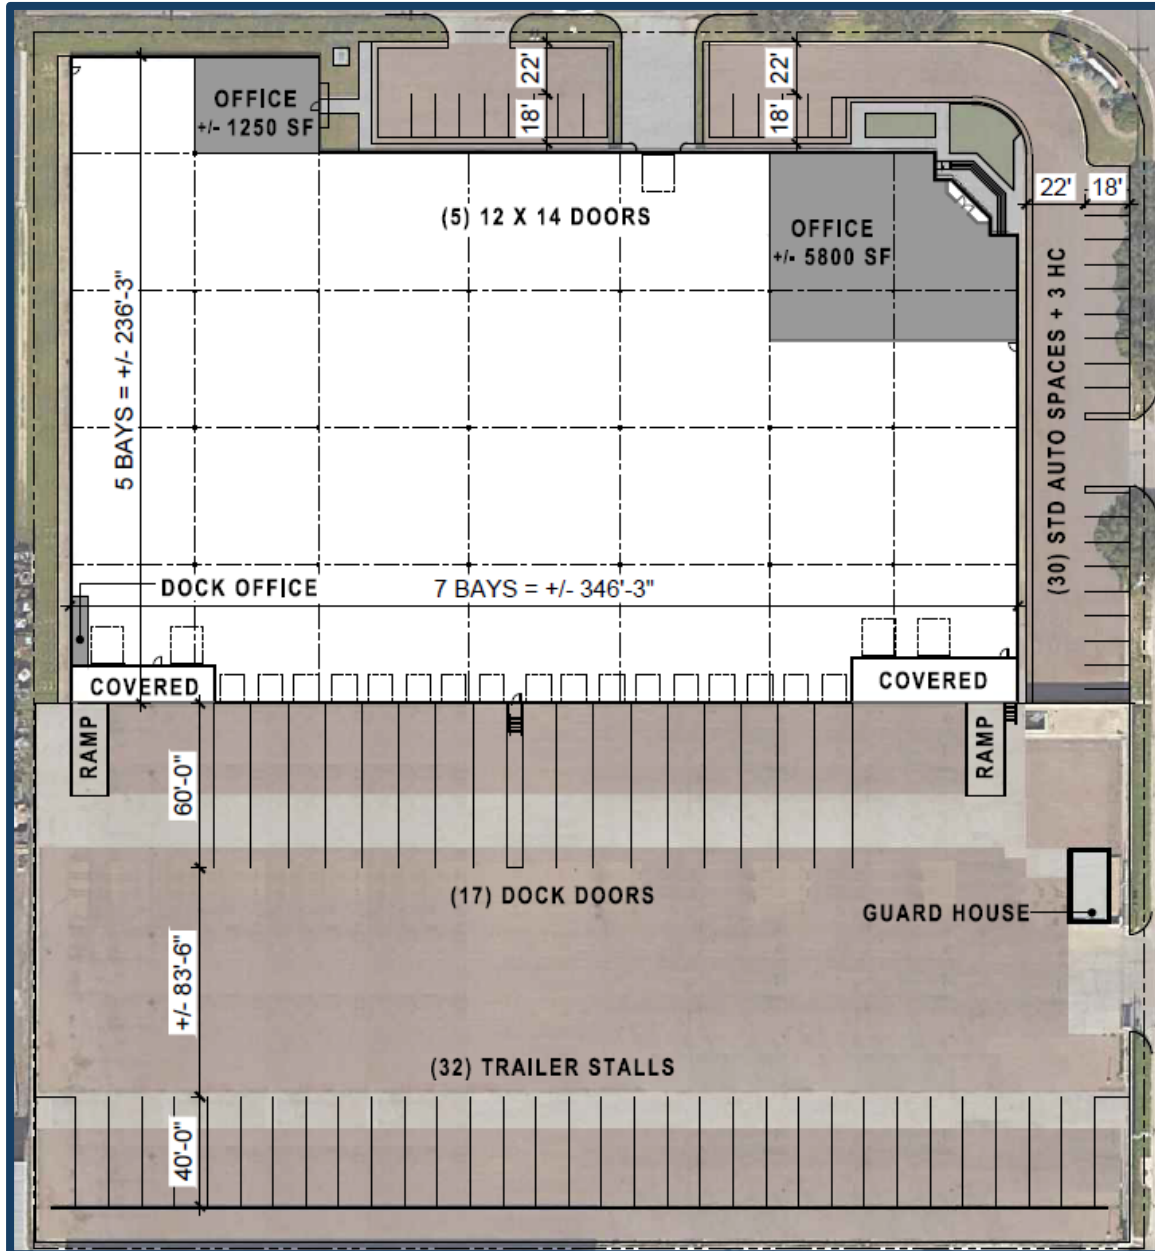 OFFICE
+/- 1250 SF
22'
18'
22'
18'
22'
18'
(5) 12 X 14 DOORS
OFFICE
+/- 5800 SF
5 BAYS = +/- 236'-3"
(30) STD AUTO SPACES + 3 HC
DOCK OFFICE
7 BAYS = +/- 346'-3"
COVERED
COVERED
RAMP
RAMP
60'-0"
(17) DOCK DOORS
GUARD HOUSE
+/- 83'-6"
(32) TRAILER STALLS
40'-0"